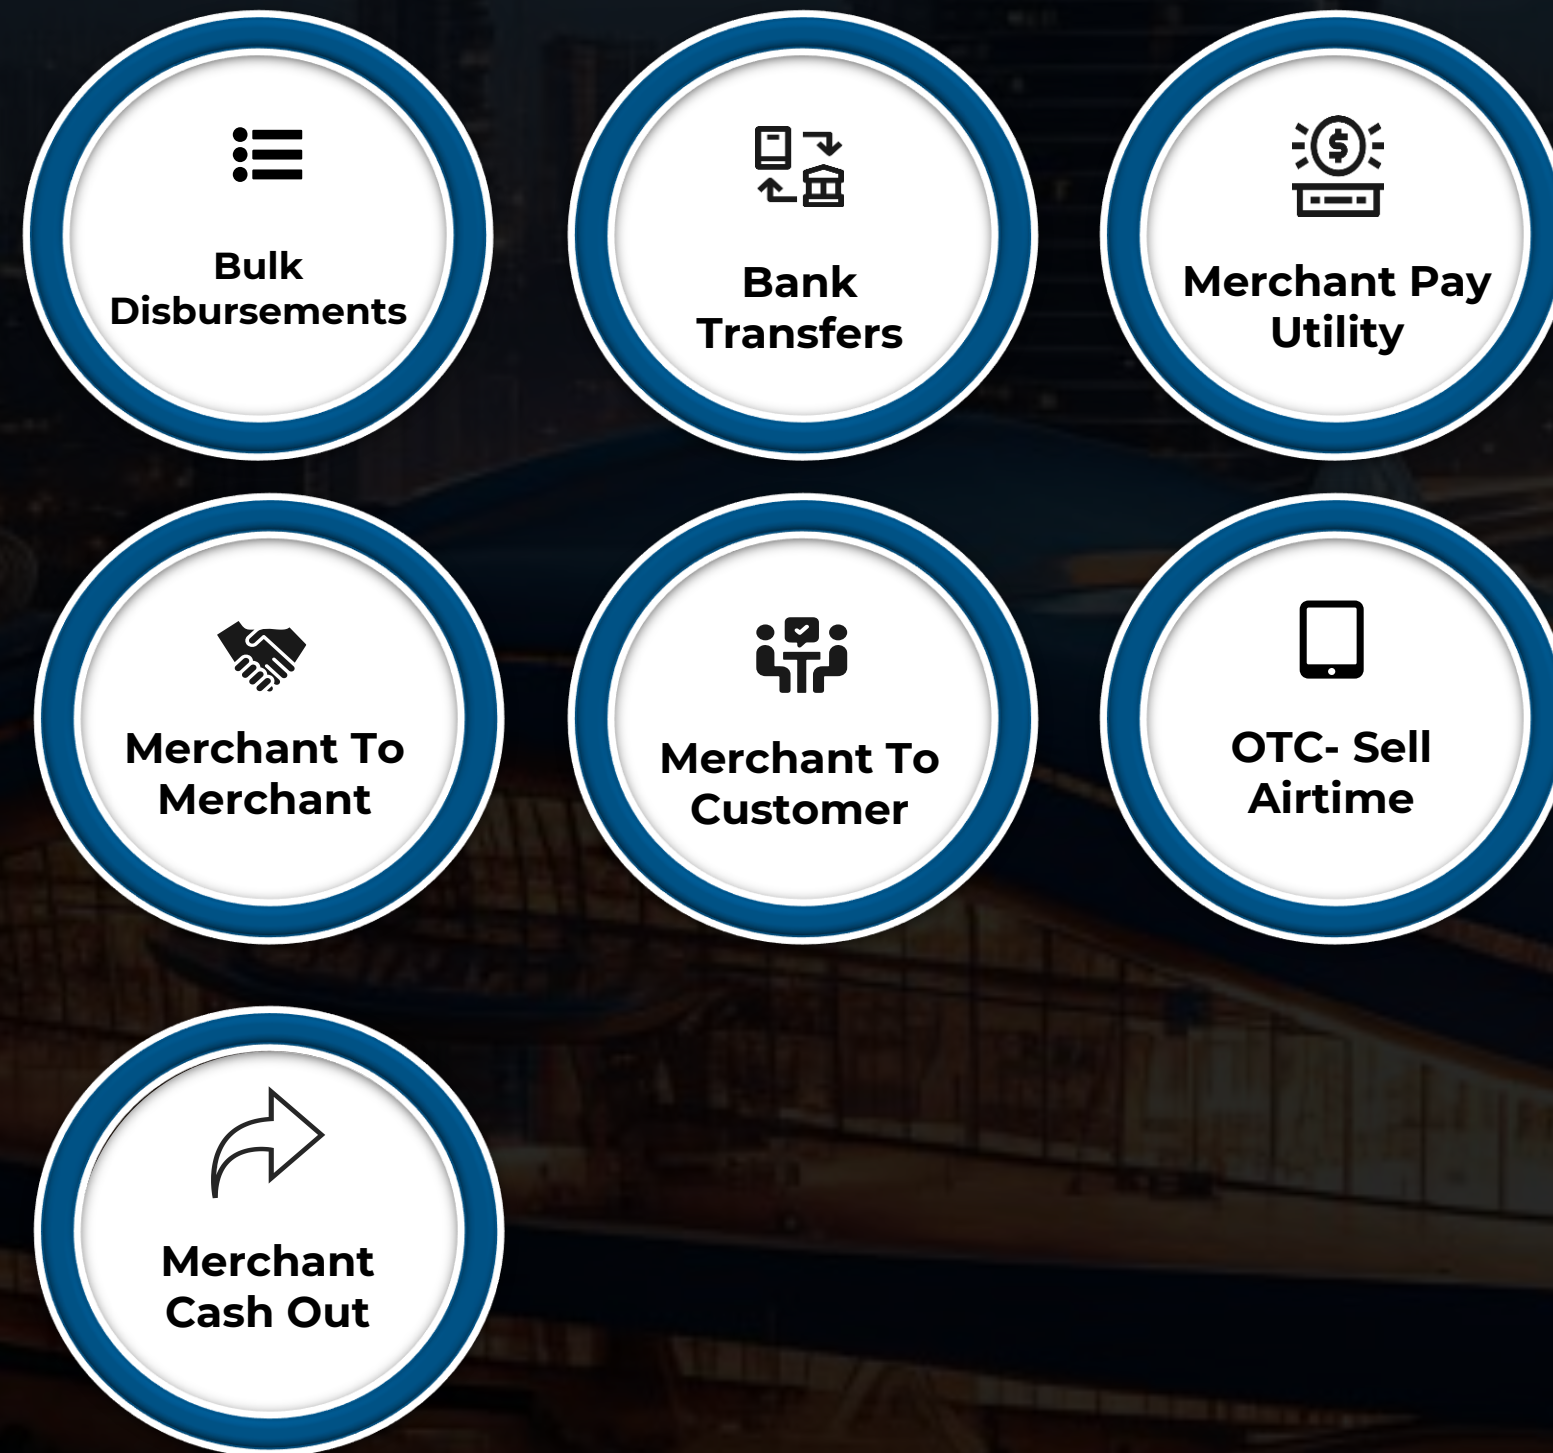 Bulk
Disbursements
Bank
Transfers
Merchant Pay
Utility
Merchant To
Merchant
Merchant To
Customer
OTC- Sell
Airtime
Merchant
Cash Out